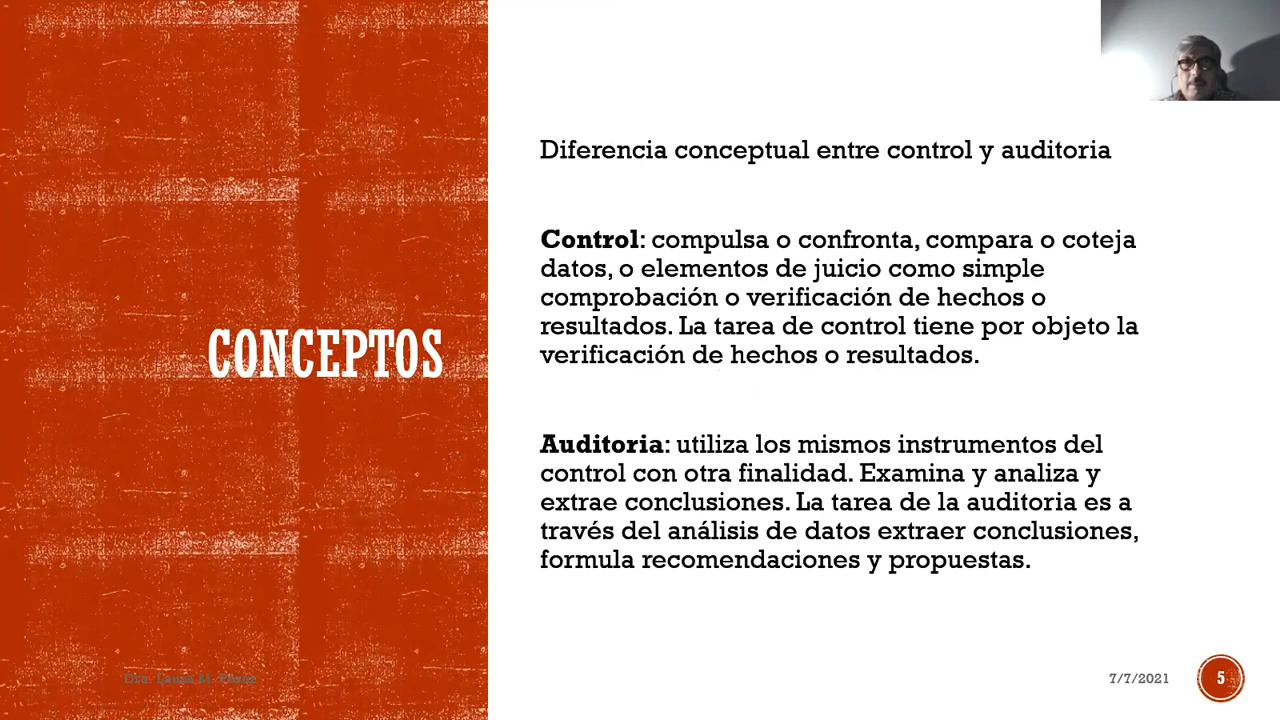 CONCEPTOS
Diferencia conceptual entre control y auditoria
Control: compulsa o confronta, compara o coteja
datos, o elementos de juicio como simple
comprobación o verificación de hechos o
resultados. La tarea de control tiene por objeto la
verificación de hechos o resultados.
Auditoria: utiliza los mismos instrumentos del
control con otra finalidad. Examina y analiza y
extrae conclusiones. La tarea de la auditoria es a
través del análisis de datos extraer conclusiones,
formula recomendaciones y propuestas.
Dra. Laura M.
7/7/2021
5